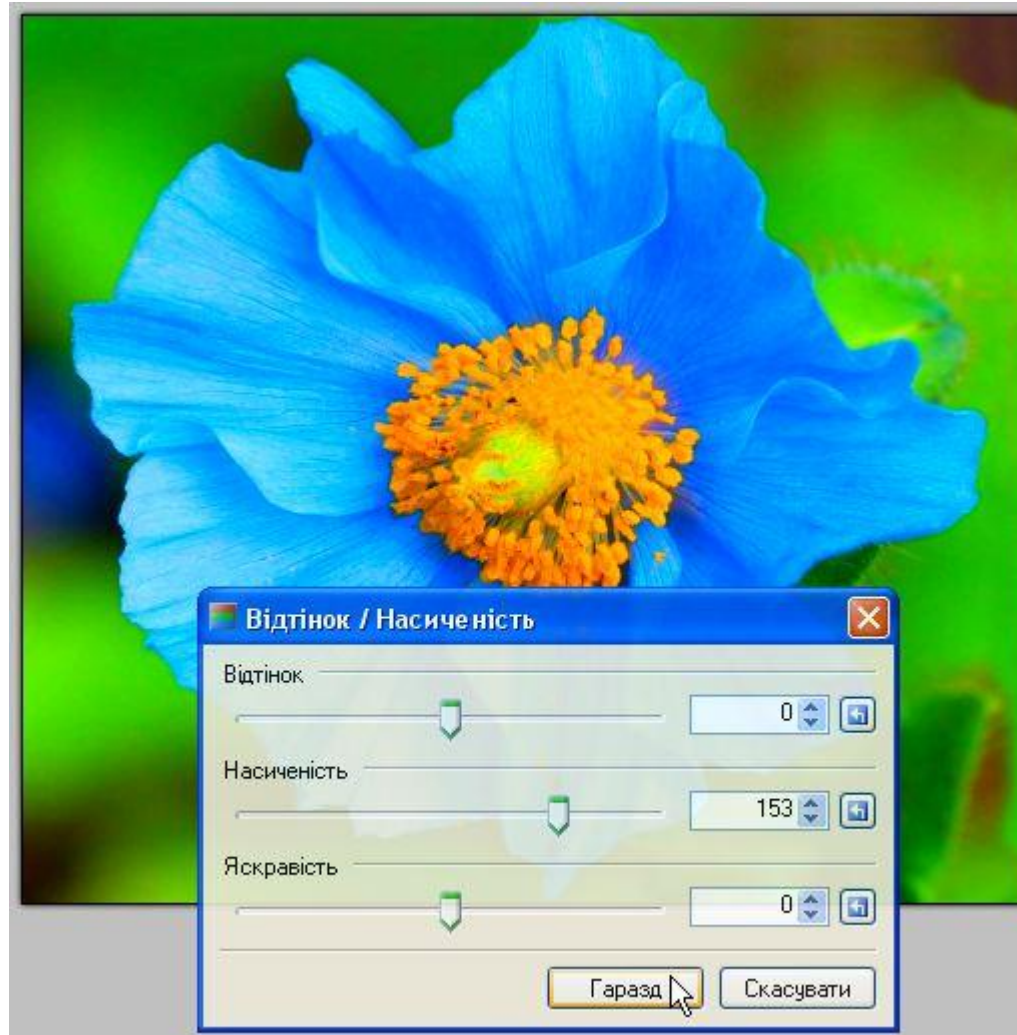 Відтінок / Насиченість
Відтінок
0
Насиченість
153
Яскравість
0
Гаразд
Скасувати